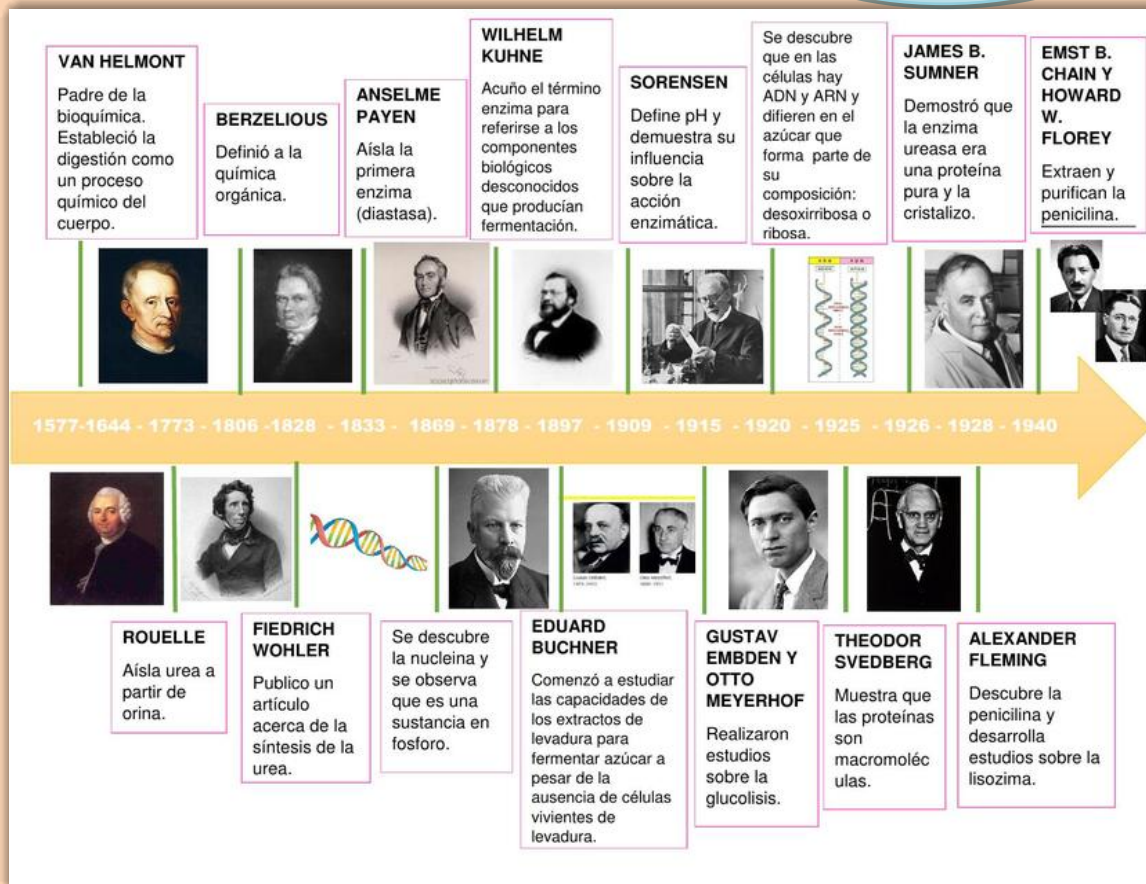 VAN HELMONT
Padre de la
bioquímica.
Estableció la
digestión como
un proceso
químico del
cuerpo.
BERZELIOUS
Definió a la
química
orgánica.
ANSELME
PAYEN
Aísla la
primera
enzima
(diastasa).
WILHELM
KUHNE
Acuño el término
enzima para
referirse a los
componentes
biológicos
desconocidos
que producían
fermentación.
SORENSEN
Define pH y
demuestra su
influencia
sobre la
acción
enzimática.
Se descubre
que en las
células hay
ADN y ARN y
difieren en el
azúcar que
forma parte de
su
composición:
desoxirribosa o
ribosa.
JAMES B.
SUMNER
Demostró que
la enzima
ureasa era
una proteína
pura y la
cristalizo.
EMST B.
CHAIN Y
HOWARD
W.
FLOREY
Extraen y
purifican la
penicilina.
1577-1644 - 1773 - 1806 -1828 - 1833 - 1869 - 1878 - 1897 - 1909 - 1915 - 1920 - 1925 - 1926 - 1928 - 1940
ROUELLE
Aísla urea a
partir de
orina.
FIEDRICH
WOHLER
Publico un
artículo
acerca de la
síntesis de la
urea.
Se descubre
la nucleina y
se observa
que es una
sustancia en
fosforo.
EDUARD
BUCHNER
Comenzó a estudiar
las capacidades de
los extractos de
levadura para
fermentar azúcar a
pesar de la
ausencia de células
vivientes de
levadura.
GUSTAV
EMBDEN Y
OTTO
MEYERHOF
Realizaron
estudios
sobre la
glucolisis.
THEODOR
SVEDBERG
Muestra que
las proteínas
son
macromoléc
ulas.
ALEXANDER
FLEMING
Descubre la
penicilina y
desarrolla
estudios sobre la
lisozima.